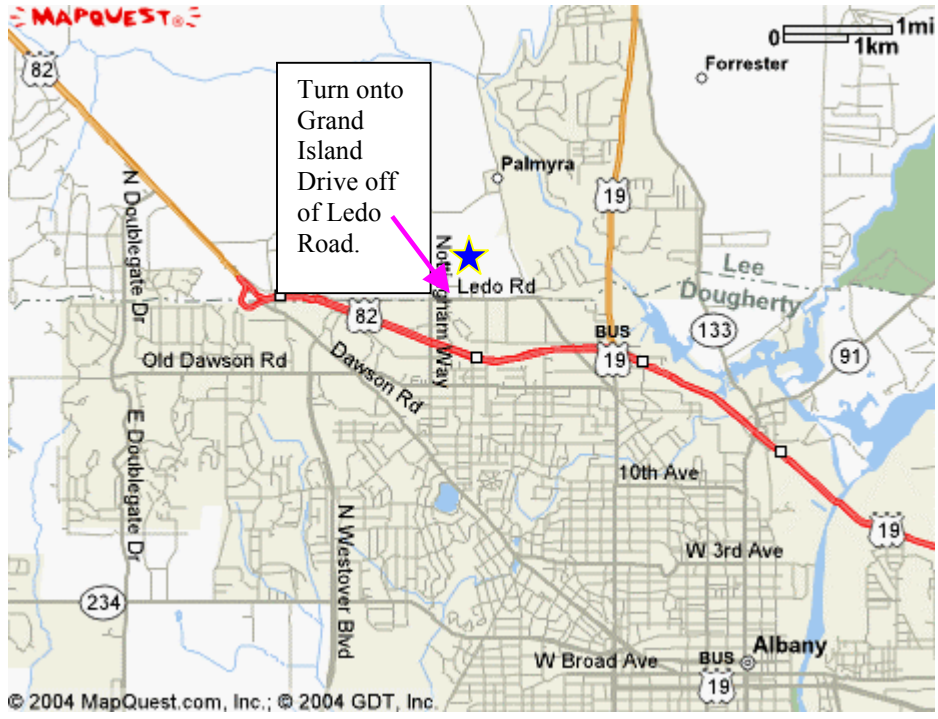 MAPQUEST®
0 1mi
1km
82
Forrester
Turn onto
Grand
Island
Drive off
of Ledo
Road.
Palmyra
19
N Doublegate Dr
Nottingham Way
Ledo Rd
Lee
Dougherty
82
BUS
19
133
91
Old Dawson Rd
Dawson Rd
E Doublegate Dr
10th Ave
N Westover Blvd
19
W 3rd Ave
234
Albany
W Broad Ave
BUS
19
© 2004 MapQuest.com, Inc.; © 2004 GDT, Inc.